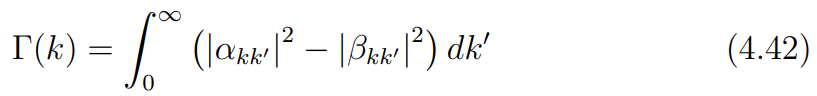 Γ(k) = ∫₀^∞ (|α_{kk′}|² − |β_{kk′}|²) dk′ (4.42)